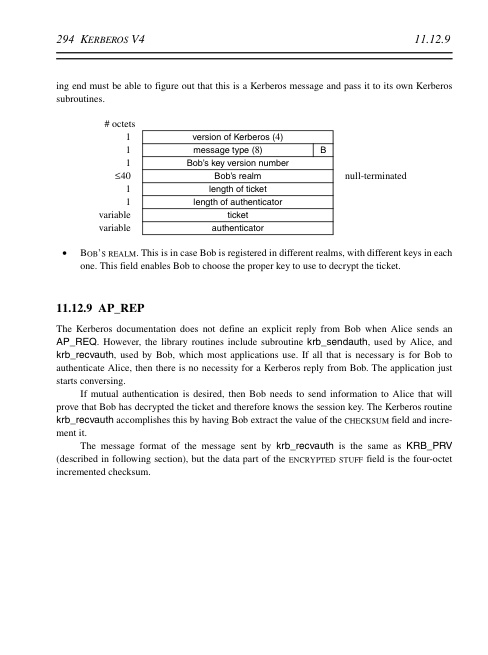 294 KERBEROS V4 11.12.9
ing end must be able to figure out that this is a Kerberos message and pass it to its own Kerberos
subroutines.
# octets
1 version of Kerberos (4)
1 message type (8) B
1 Bob's key version number
≤40 Bob's realm null-terminated
1 length of ticket
1 length of authenticator
variable ticket
variable authenticator
• BOB'S REALM. This is in case Bob is registered in different realms, with different keys in each
one. This field enables Bob to choose the proper key to use to decrypt the ticket.
11.12.9 AP_REP
The Kerberos documentation does not define an explicit reply from Bob when Alice sends an
AP_REQ. However, the library routines include subroutine krb_sendauth, used by Alice, and
krb_recvauth, used by Bob, which most applications use. If all that is necessary is for Bob to
authenticate Alice, then there is no necessity for a Kerberos reply from Bob. The application just
starts conversing.
If mutual authentication is desired, then Bob needs to send information to Alice that will
prove that Bob has decrypted the ticket and therefore knows the session key. The Kerberos routine
krb_recvauth accomplishes this by having Bob extract the value of the CHECKSUM field and incre-
ment it.
The message format of the message sent by krb_recvauth is the same as KRB_PRV
(described in following section), but the data part of the ENCRYPTED STUFF field is the four-octet
incremented checksum.